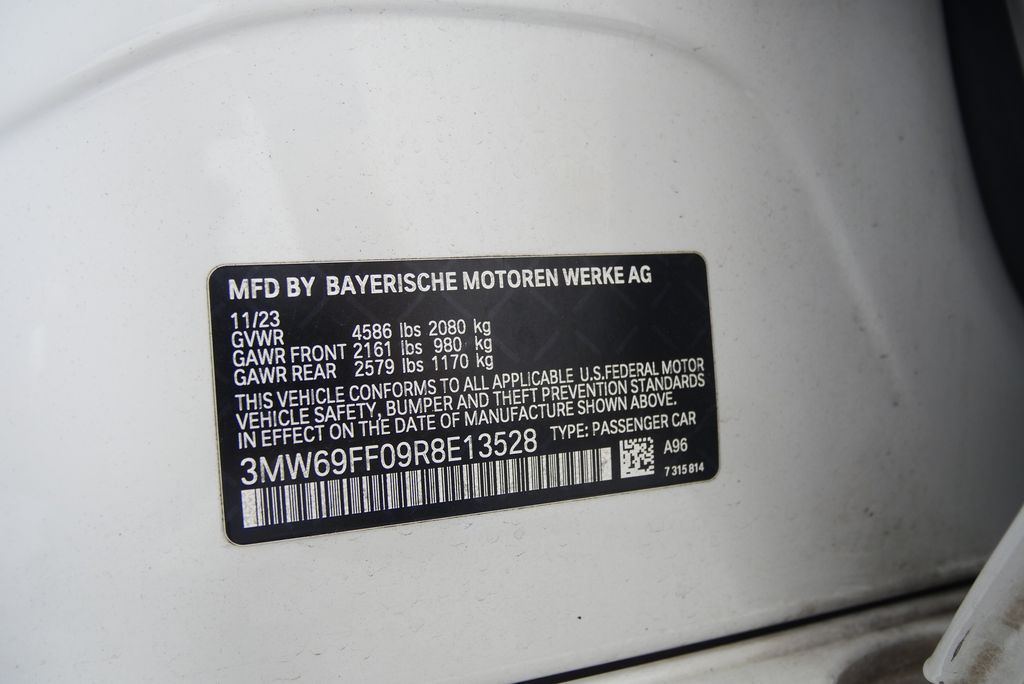 MFD BY BAYERISCHE MOTOREN WERKE AG
11/23
GVWR 4586 lbs 2080 kg
GAWR FRONT 2161 lbs 980 kg
GAWR REAR 2579 lbs 1170 kg
THIS VEHICLE CONFORMS TO ALL APPLICABLE U.S.FEDERAL MOTOR
VEHICLE SAFETY, BUMPER AND THEFT PREVENTION STANDARDS
IN EFFECT ON THE DATE OF MANUFACTURE SHOWN ABOVE.
3MW69FF09R8E13528 TYPE: PASSENGER CAR
A96
7 315 814